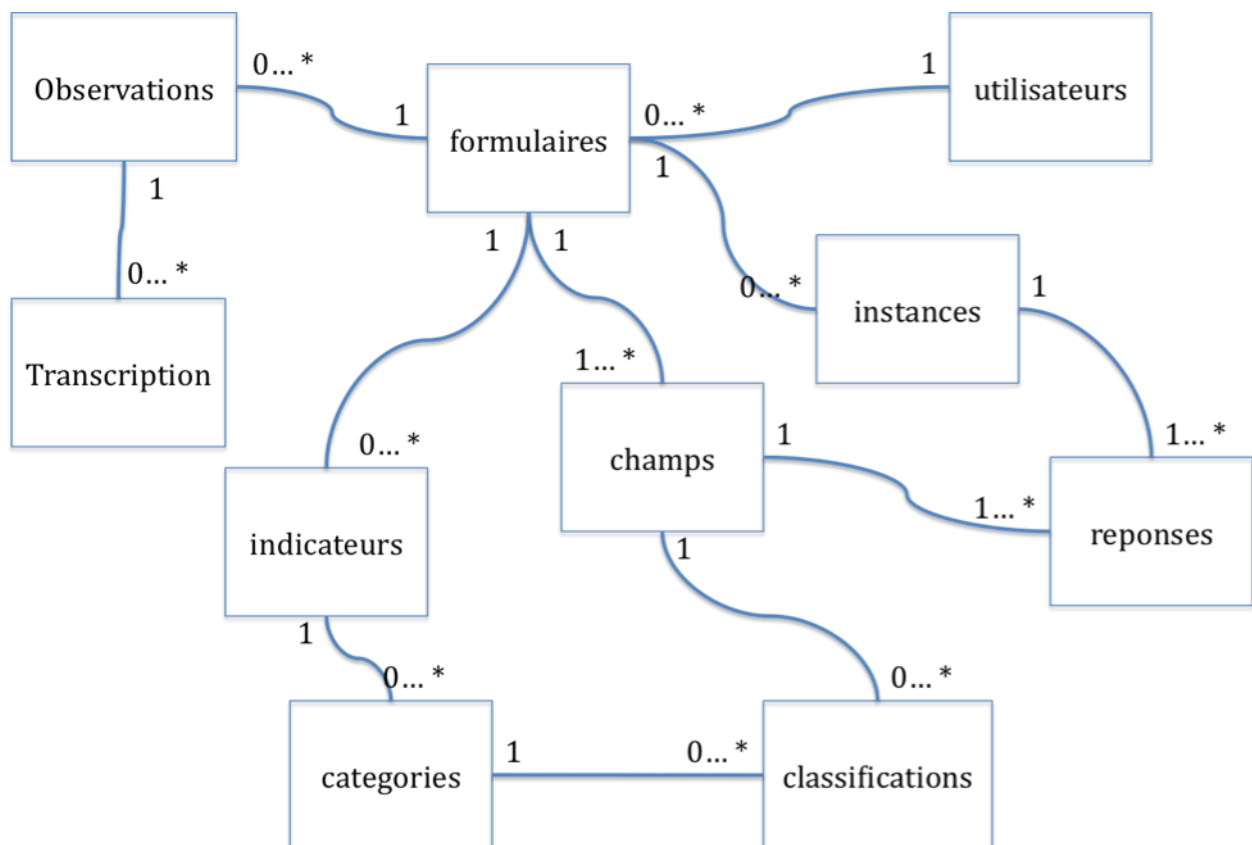 Observations
0... *
1
formulaires
0... *
1
utilisateurs
1
1
0... *
Transcription
1
1
0... *
instances
1
1... *
0... *
champs
1
1... *
1... *
reponses
indicateurs
1
1
0... *
0... *
categories
1
0... *
classifications